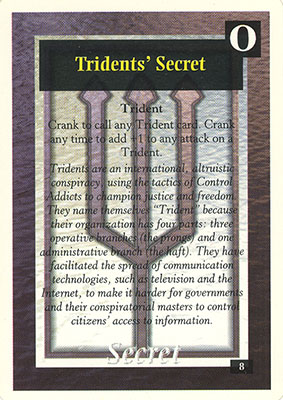 O
Tridents' Secret
Trident
Crank to call any Trident card. Crank
any time to add +1 to any attack on a
Trident.
Tridents are an international, altruistic
conspiracy, using the tactics of Control
Addicts to champion justice and freedom.
They name themselves "Trident" because
their organization has four parts: three
operative branches (the prongs) and one
administrative branch (the haft). They have
facilitated the spread of communication
technologies, such as television and the
Internet, to make it harder for governments
and their conspiratorial masters to control
citizens' access to information.
Secret
8